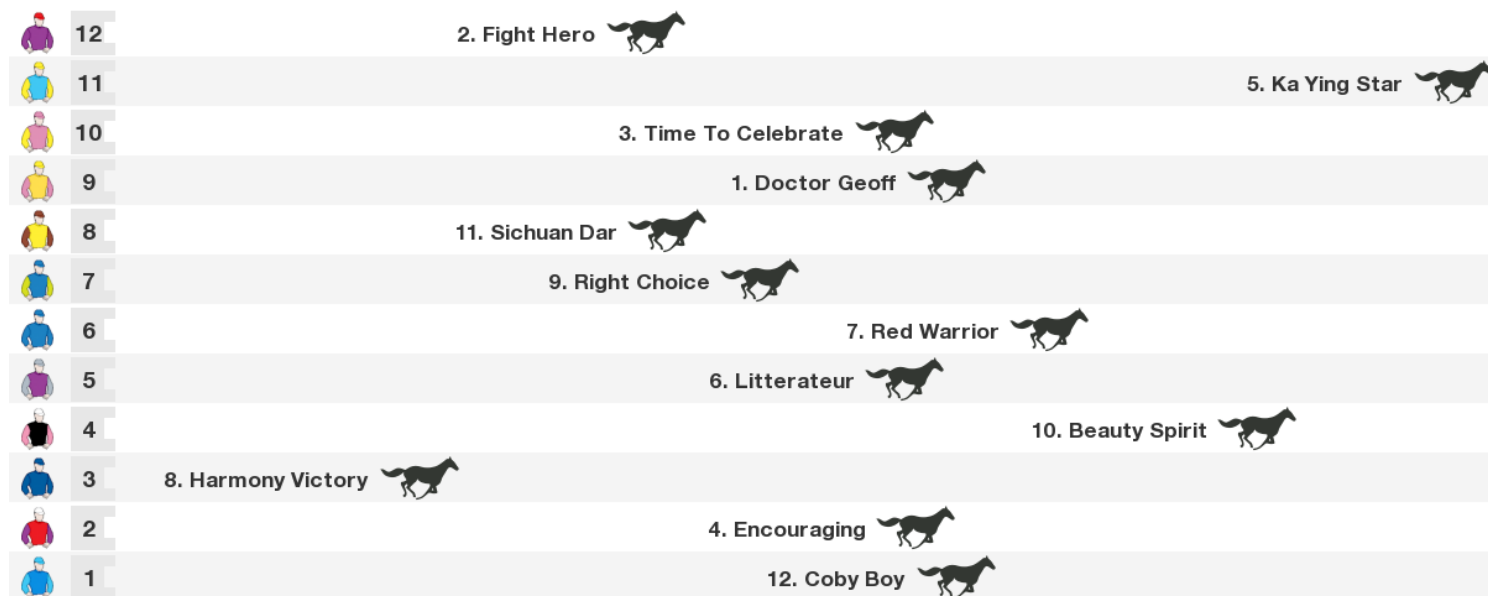 12 2. Fight Hero
11 5. Ka Ying Star
10 3. Time To Celebrate
9 1. Doctor Geoff
8 11. Sichuan Dar
7 9. Right Choice
6 7. Red Warrior
5 6. Litterateur
4 10. Beauty Spirit
3 8. Harmony Victory
2 4. Encouraging
1 12. Coby Boy